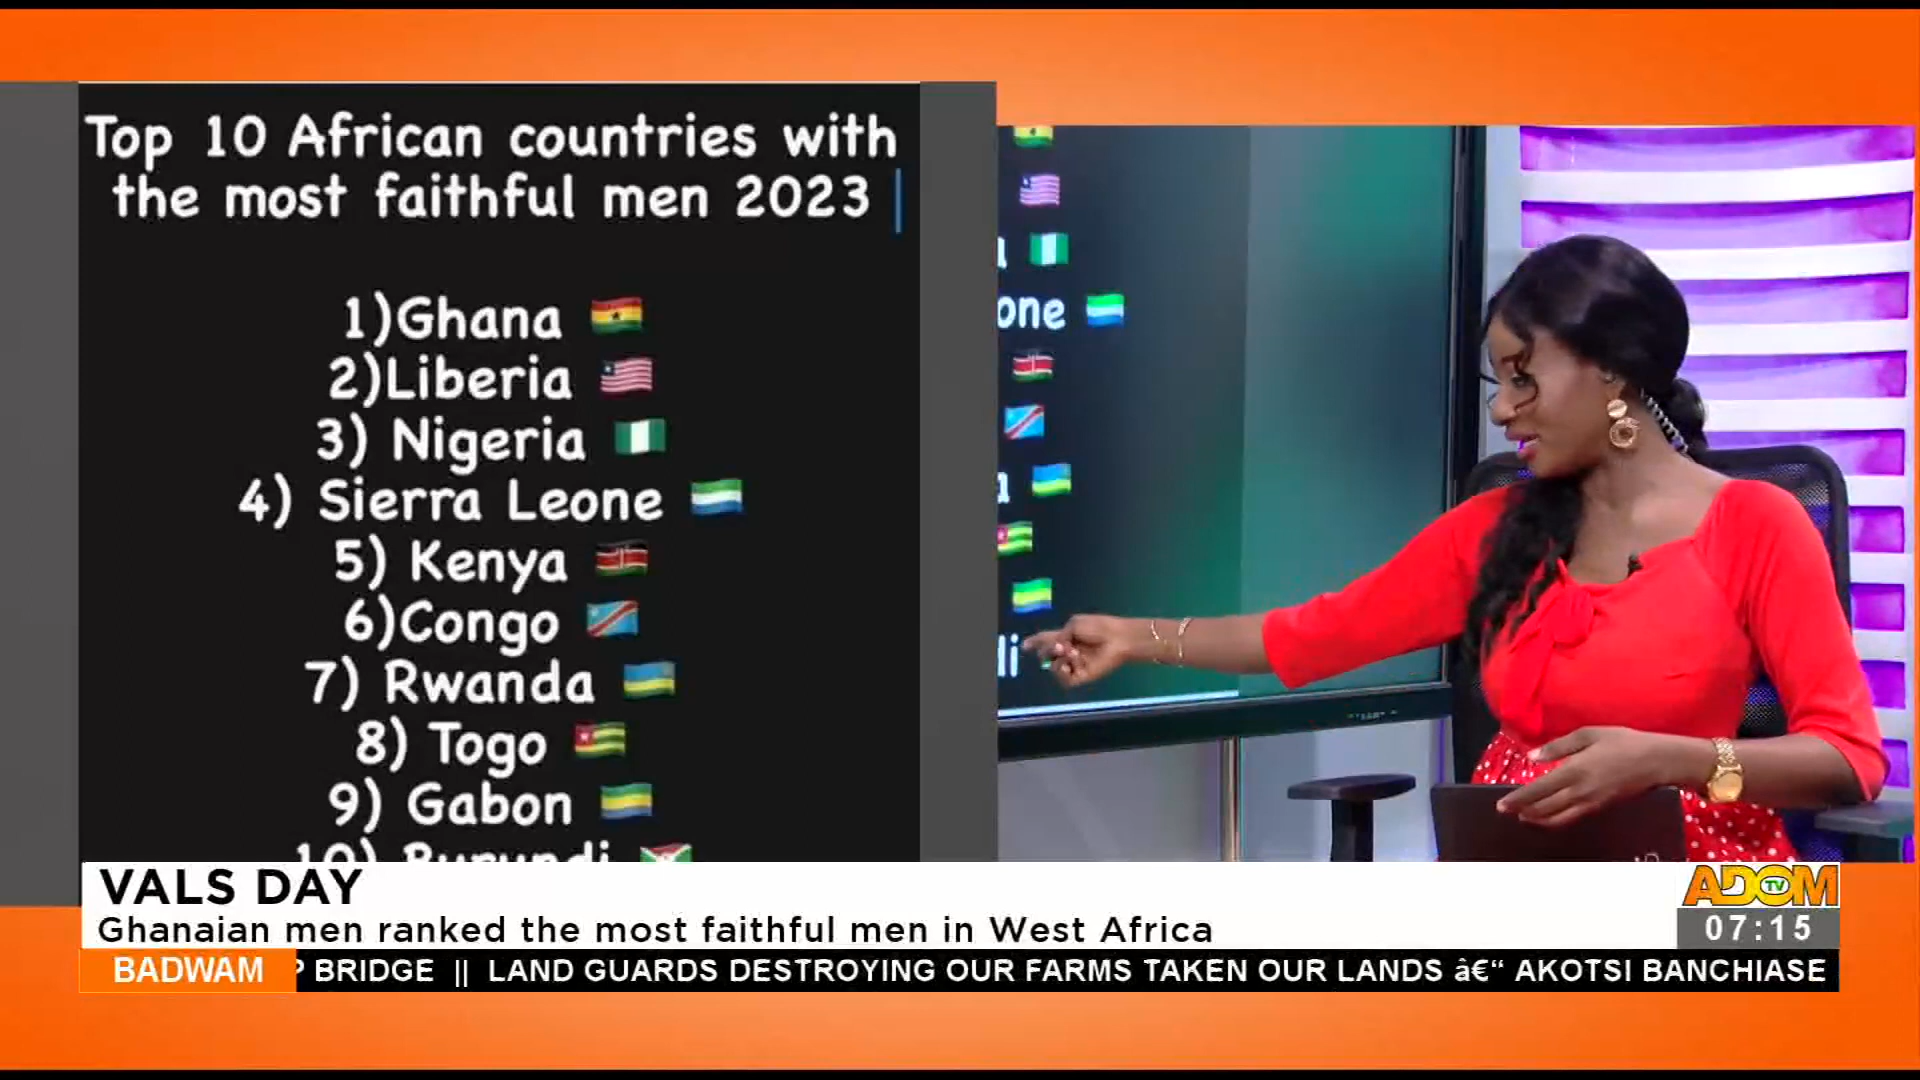 Top 10 African countries with
the most faithful men 2023
1)Ghana
2)Liberia
3) Nigeria
4) Sierra Leone
5) Kenya
6)Congo
7) Rwanda
8) Togo
9) Gabon
10) Burundi
one
VALS DAY
Ghanaian men ranked the most faithful men in West Africa
ADOM TV
07:15
BADWAM
P BRIDGE || LAND GUARDS DESTROYING OUR FARMS TAKEN OUR LANDS â€“ AKOTSI BANCHIASE